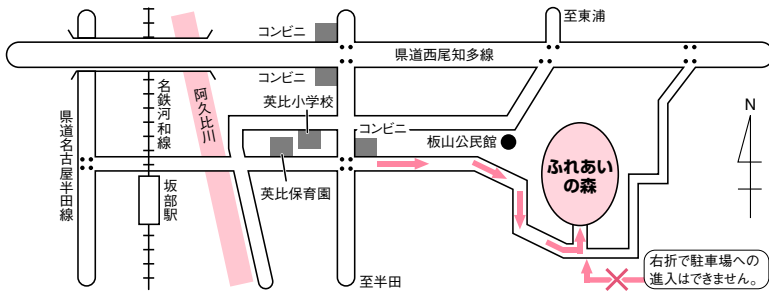 至東浦
コンビニ
県道西尾知多線
コンビニ
名鉄河和線
阿久比川
英比小学校
コンビニ
板山公民館
N
県道名古屋半田線
ふれあい
の森
英比保育園
坂部駅
至半田
右折で駐車場への
進入はできません。